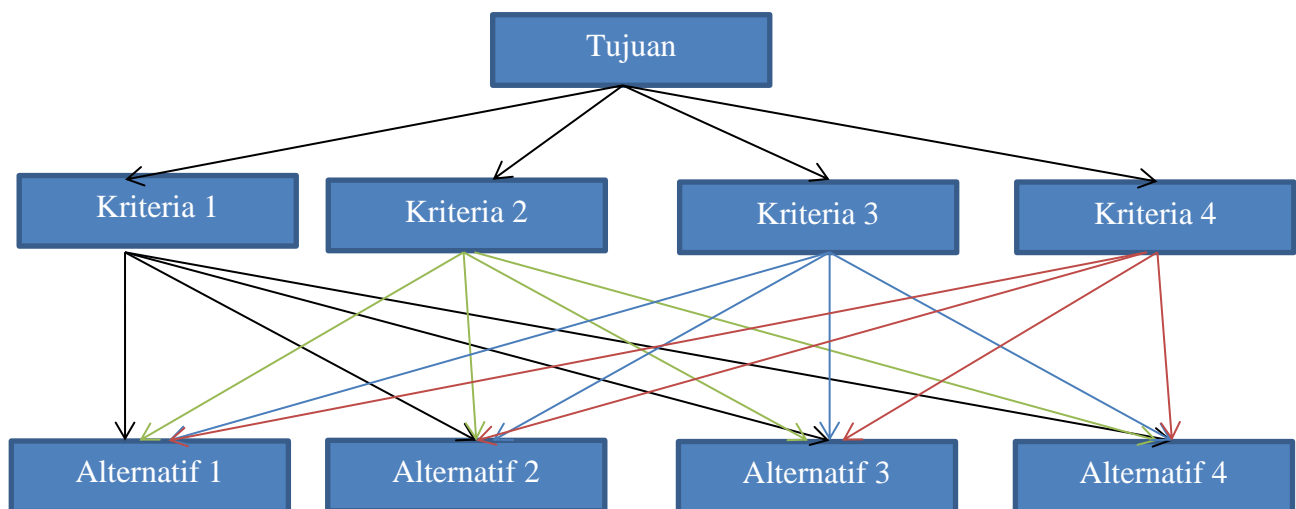 Tujuan
Kriteria 1
Kriteria 2
Kriteria 3
Kriteria 4
Alternatif 1
Alternatif 2
Alternatif 3
Alternatif 4